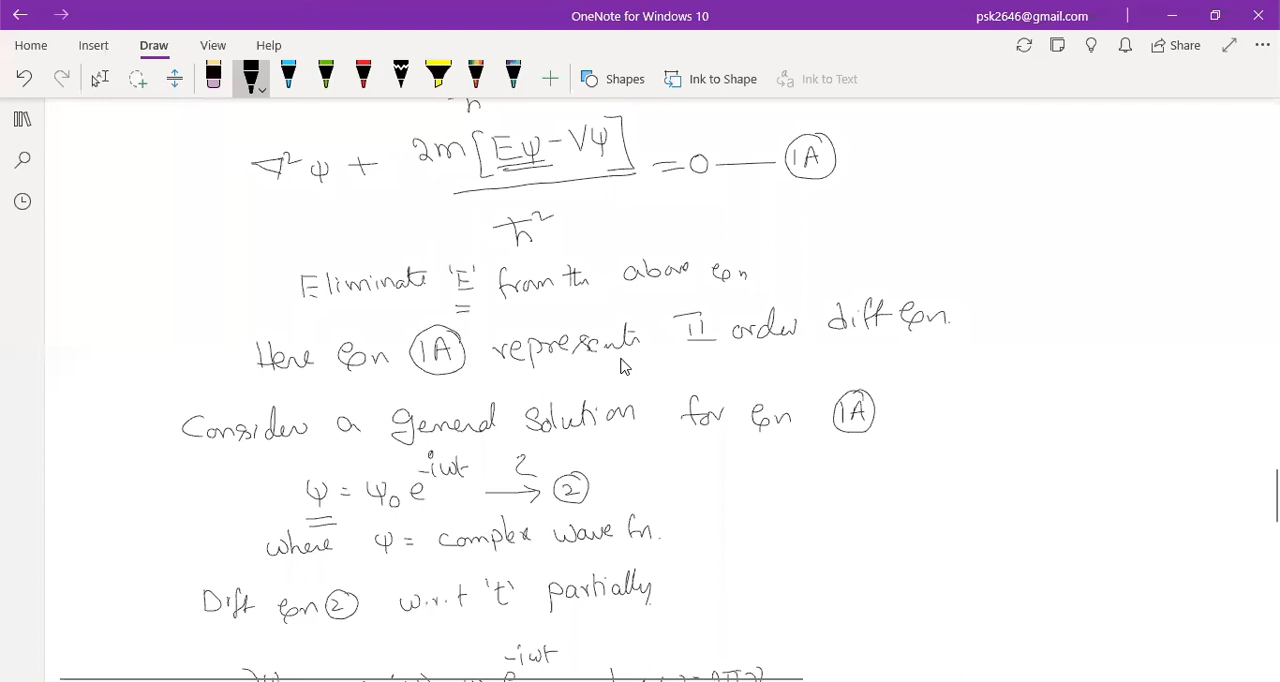 OneNote for Windows 10
psk2646@gmail.com
Home Insert Draw View Help
Share
Shapes
Ink to Shape
Ink to Text
ħ
∇²ψ + 2m[Eψ - Vψ] / ħ² = 0 — 1A
Eliminate 'E' from the above eqn
Here eqn 1A represents II order diff eqn.
Consider a general solution for eqn 1A
ψ = ψ₀ e^-iωt → 2
where ψ = complex wave fn.
Diff eqn 2 w.r.t 't' partially
-iωt